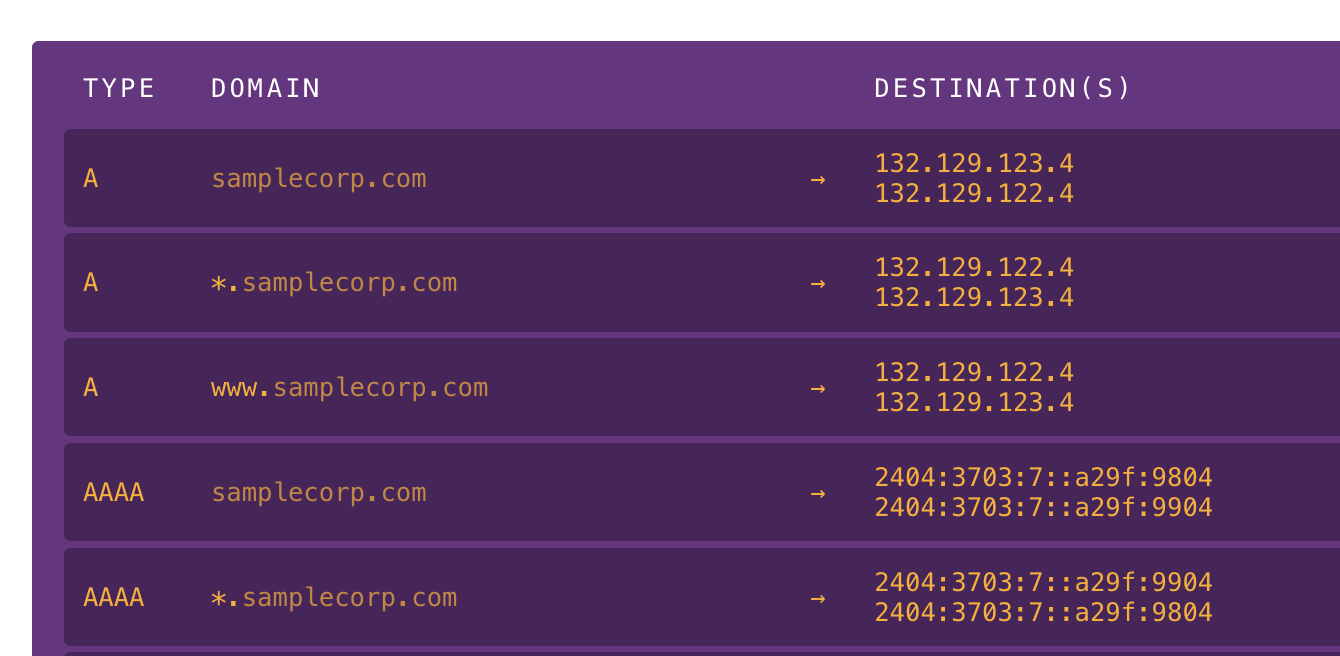 TYPE DOMAIN DESTINATION(S)
A samplecorp.com → 132.129.123.4
132.129.122.4
A *.samplecorp.com → 132.129.122.4
132.129.123.4
A www.samplecorp.com → 132.129.122.4
132.129.123.4
AAAA samplecorp.com → 2404:3703:7::a29f:9804
2404:3703:7::a29f:9904
AAAA *.samplecorp.com → 2404:3703:7::a29f:9904
2404:3703:7::a29f:9804